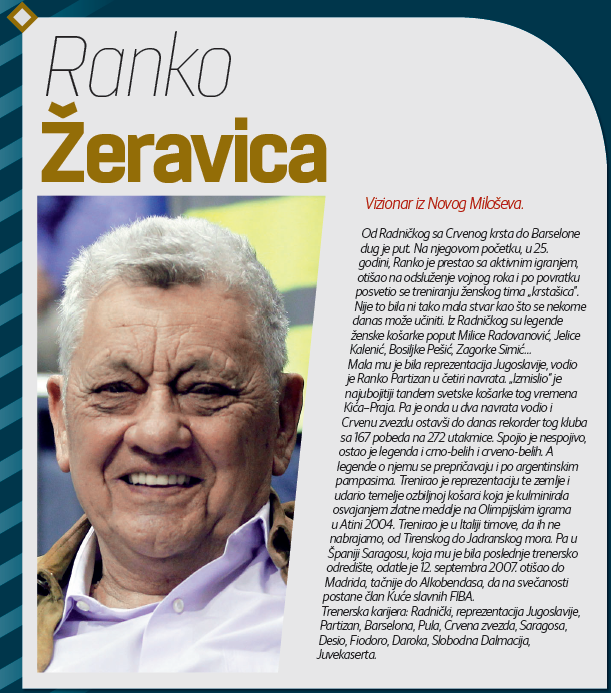 Ranko
Žeravica
Vizionar iz Novog Miloševa.
Od Radničkog sa Crvenog krsta do Barselone
dug je put. Na njegovom početku, u 25.
godini, Ranko je prestao sa aktivnim igranjem,
otišao na odsluženje vojnog roka i po povratku
posvetio se treniranju ženskog tima „krstašica“.
Nije to bila ni tako mala stvar kao što se nekome
danas može učiniti. Iz Radničkog su legende
ženske košarke poput Milice Radovanović, Jelice
Kalenić, Bosiljke Pešić, Zagorke Simić...
Mala mu je bila reprezentacija Jugoslavije, vodio
je Ranko Partizan u četiri navrata. „Izmislio“ je
najubojitiji tandem svetske košarke tog vremena
Kića–Praja. Pa je onda u dva navrata vodio i
Crvenu zvezdu ostavši do danas rekorder tog kluba
sa 167 pobeda na 272 utakmice. Spojio je nespojivo,
ostao je legenda i crno-belih i crveno-belih. A
legende o njemu se prepričavaju i po argentinskim
pampasima. Trenirao je reprezentaciju te zemlje i
udario temelje ozbiljnoj košarci koja je kulminirala
osvajanjem zlatne medalje na Olimpijskim igrama
u Atini 2004. Trenirao je u Italiji timove, da ih ne
nabrajamo, od Tirenskog do Jadranskog mora. Pa u
Španiji Saragosu, koja mu je bila poslednje trenersko
odredište, odatle je 12. septembra 2007. otišao do
Madrida, tačnije do Alkobendasa, da na svečanosti
postane član Kuće slavnih FIBA.
Trenerska karijera: Radnički, reprezentacija Jugoslavije,
Partizan, Barselona, Pula, Crvena zvezda, Saragosa,
Desio, Fiodoro, Daroka, Slobodna Dalmacija,
Juvekaserta.